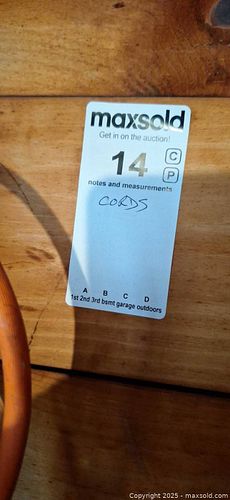 maxsold
Get in on the auction!
14
C
P
notes and measurements
CORDS
A B C D
1st 2nd 3rd bsmt garage outdoors
Copyright 2025 - maxsold.com